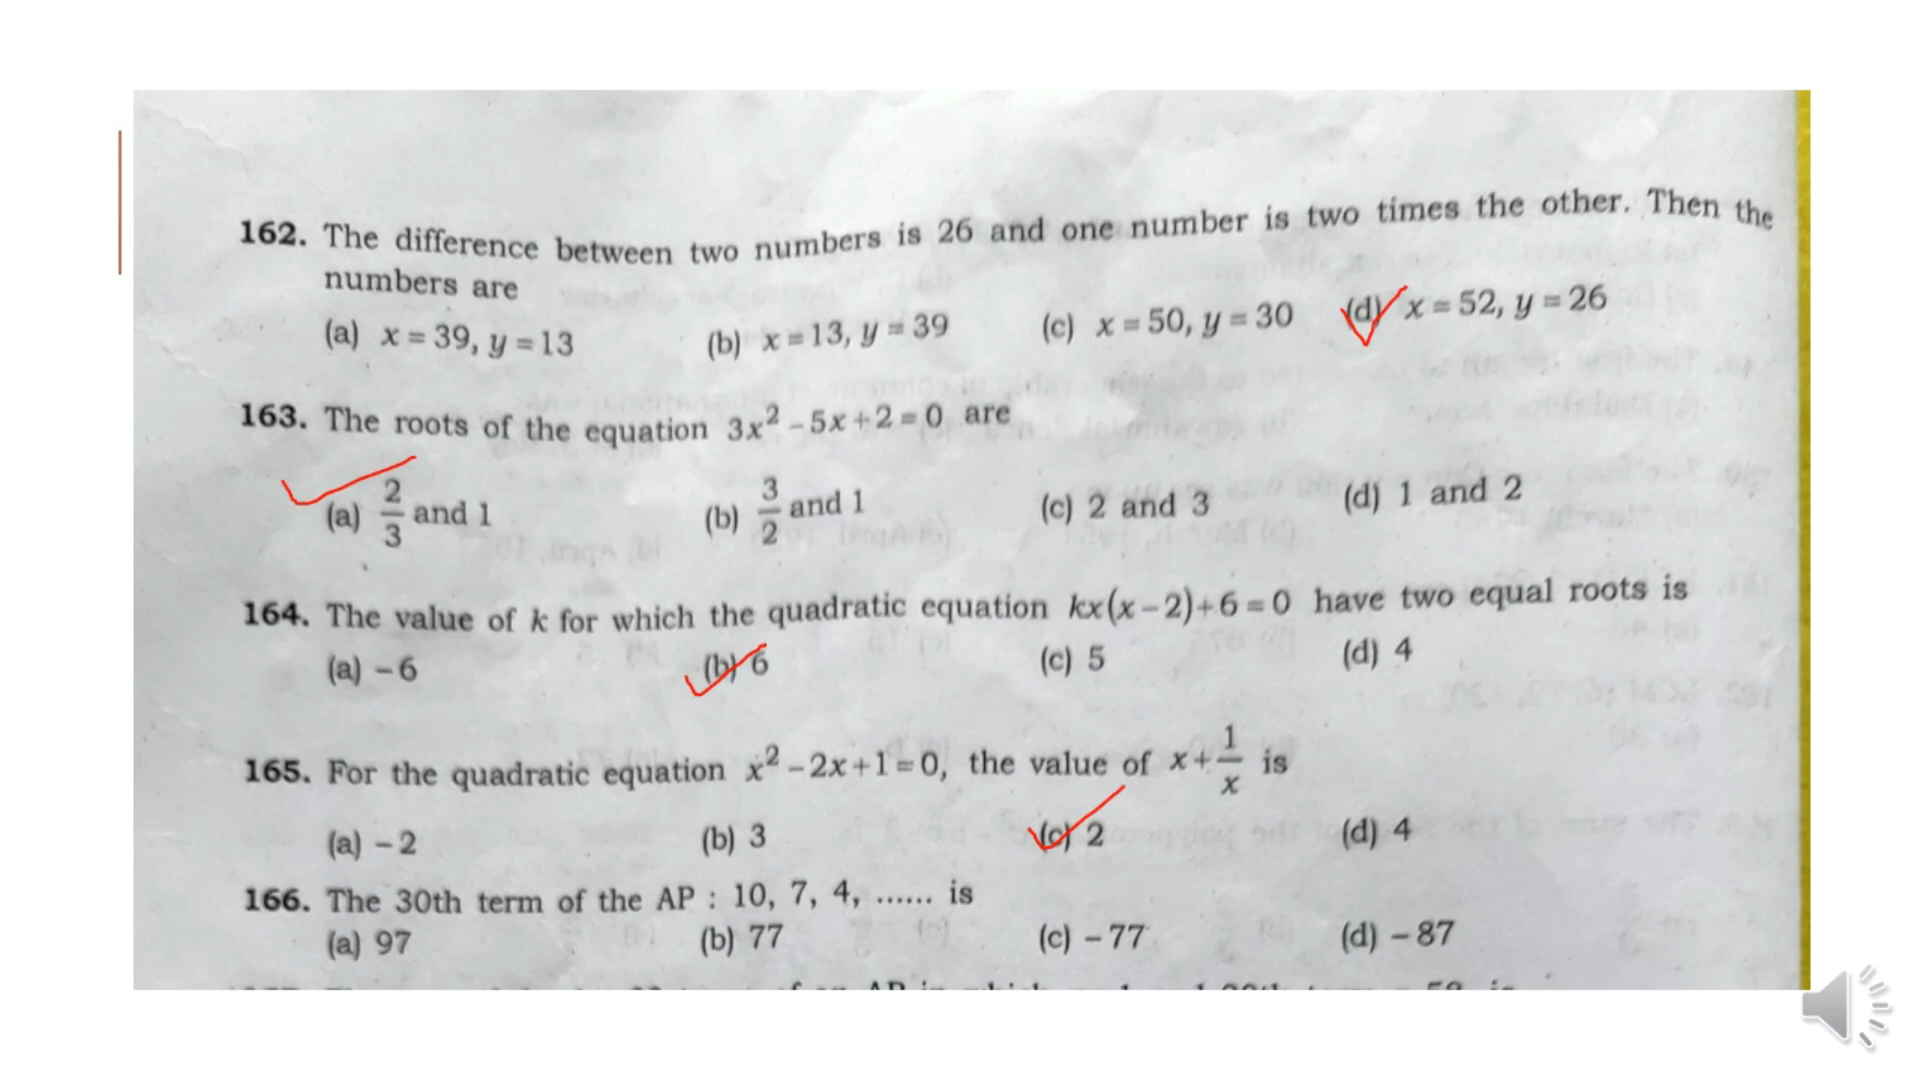 162. The difference between two numbers is 26 and one number is two times the other. Then the
numbers are
(a) x = 39, y = 13 (b) x = 13, y = 39 (c) x = 50, y = 30 (d) x = 52, y = 26
163. The roots of the equation 3x² - 5x + 2 = 0 are
(a) 2/3 and 1 (b) 3/2 and 1 (c) 2 and 3 (d) 1 and 2
164. The value of k for which the quadratic equation kx(x - 2) + 6 = 0 have two equal roots is
(a) - 6 (b) 6 (c) 5 (d) 4
165. For the quadratic equation x² - 2x + 1 = 0, the value of x + 1/x is
(a) - 2 (b) 3 (c) 2 (d) 4
166. The 30th term of the AP : 10, 7, 4, ...... is
(a) 97 (b) 77 (c) - 77 (d) - 87